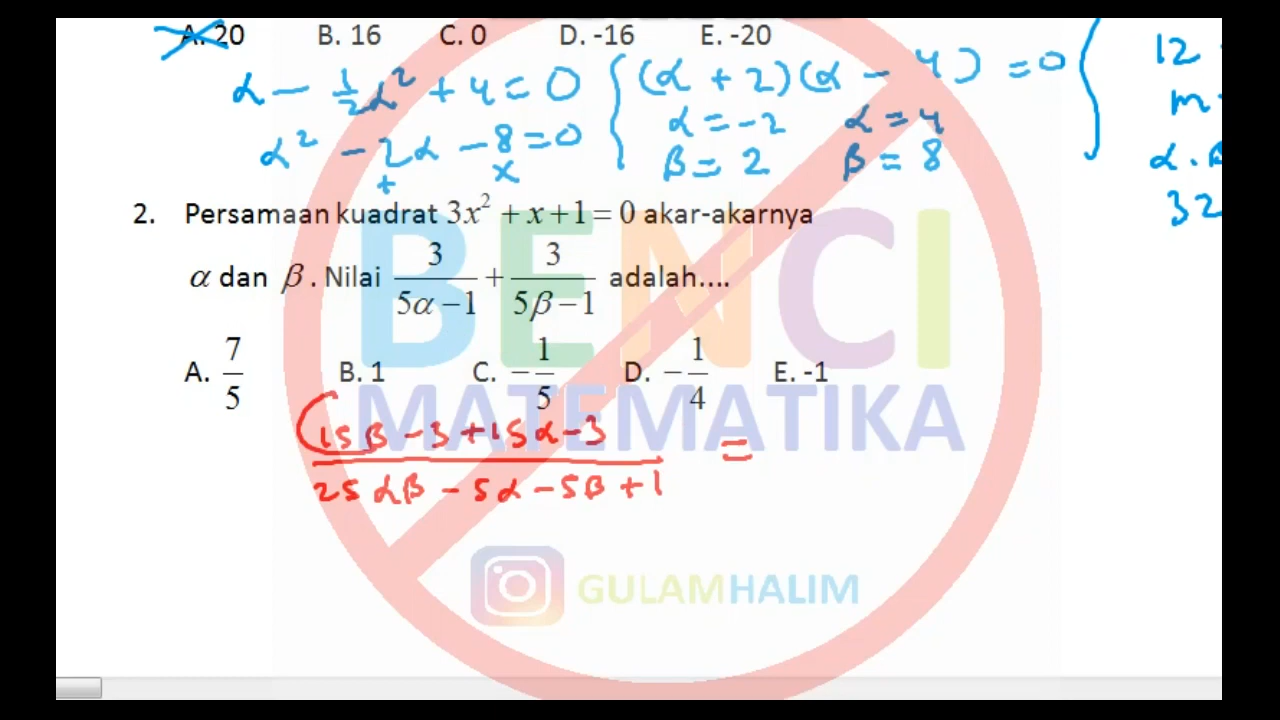 A. 20 B. 16 C. 0 D. -16 E. -20
α - 1/2 α² + 4 = 0
α² - 2α - 8 = 0
+ x
(α + 2)(α - 4) = 0
α = -2 α = 4
β = 2 β = 8
12
m
α.β
32
2. Persamaan kuadrat 3x² + x + 1 = 0 akar-akarnya
α dan β. Nilai 3/(5α-1) + 3/(5β-1) adalah....
A. 7/5 B. 1 C. -1/5 D. -1/4 E. -1
(15β - 3 + 15α - 3)/(25αβ - 5α - 5β + 1) =
BENCI
MATEMATIKA
GULAMHALIM